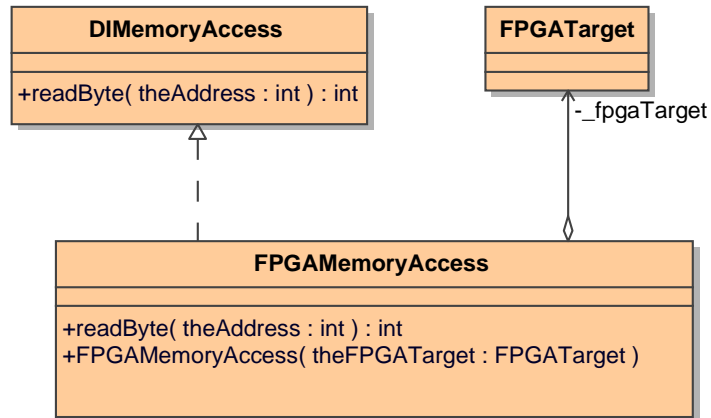 DIMemoryAccess
+readByte( theAddress : int ) : int
FPGATarget
-_fpgaTarget
FPGAMemoryAccess
+readByte( theAddress : int ) : int
+FPGAMemoryAccess( theFPGATarget : FPGATarget )